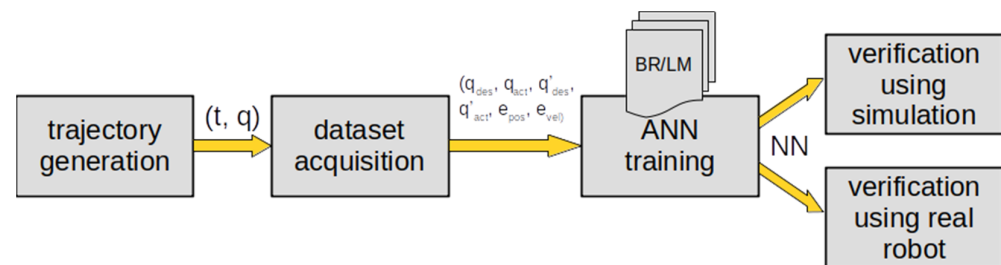 trajectory
generation
(t, q)
dataset
acquisition
(q_des, q_act, q'_des,
q'_act, e_pos, e_vel)
BR/LM
ANN
training
NN
verification
using
simulation
verification
using real
robot